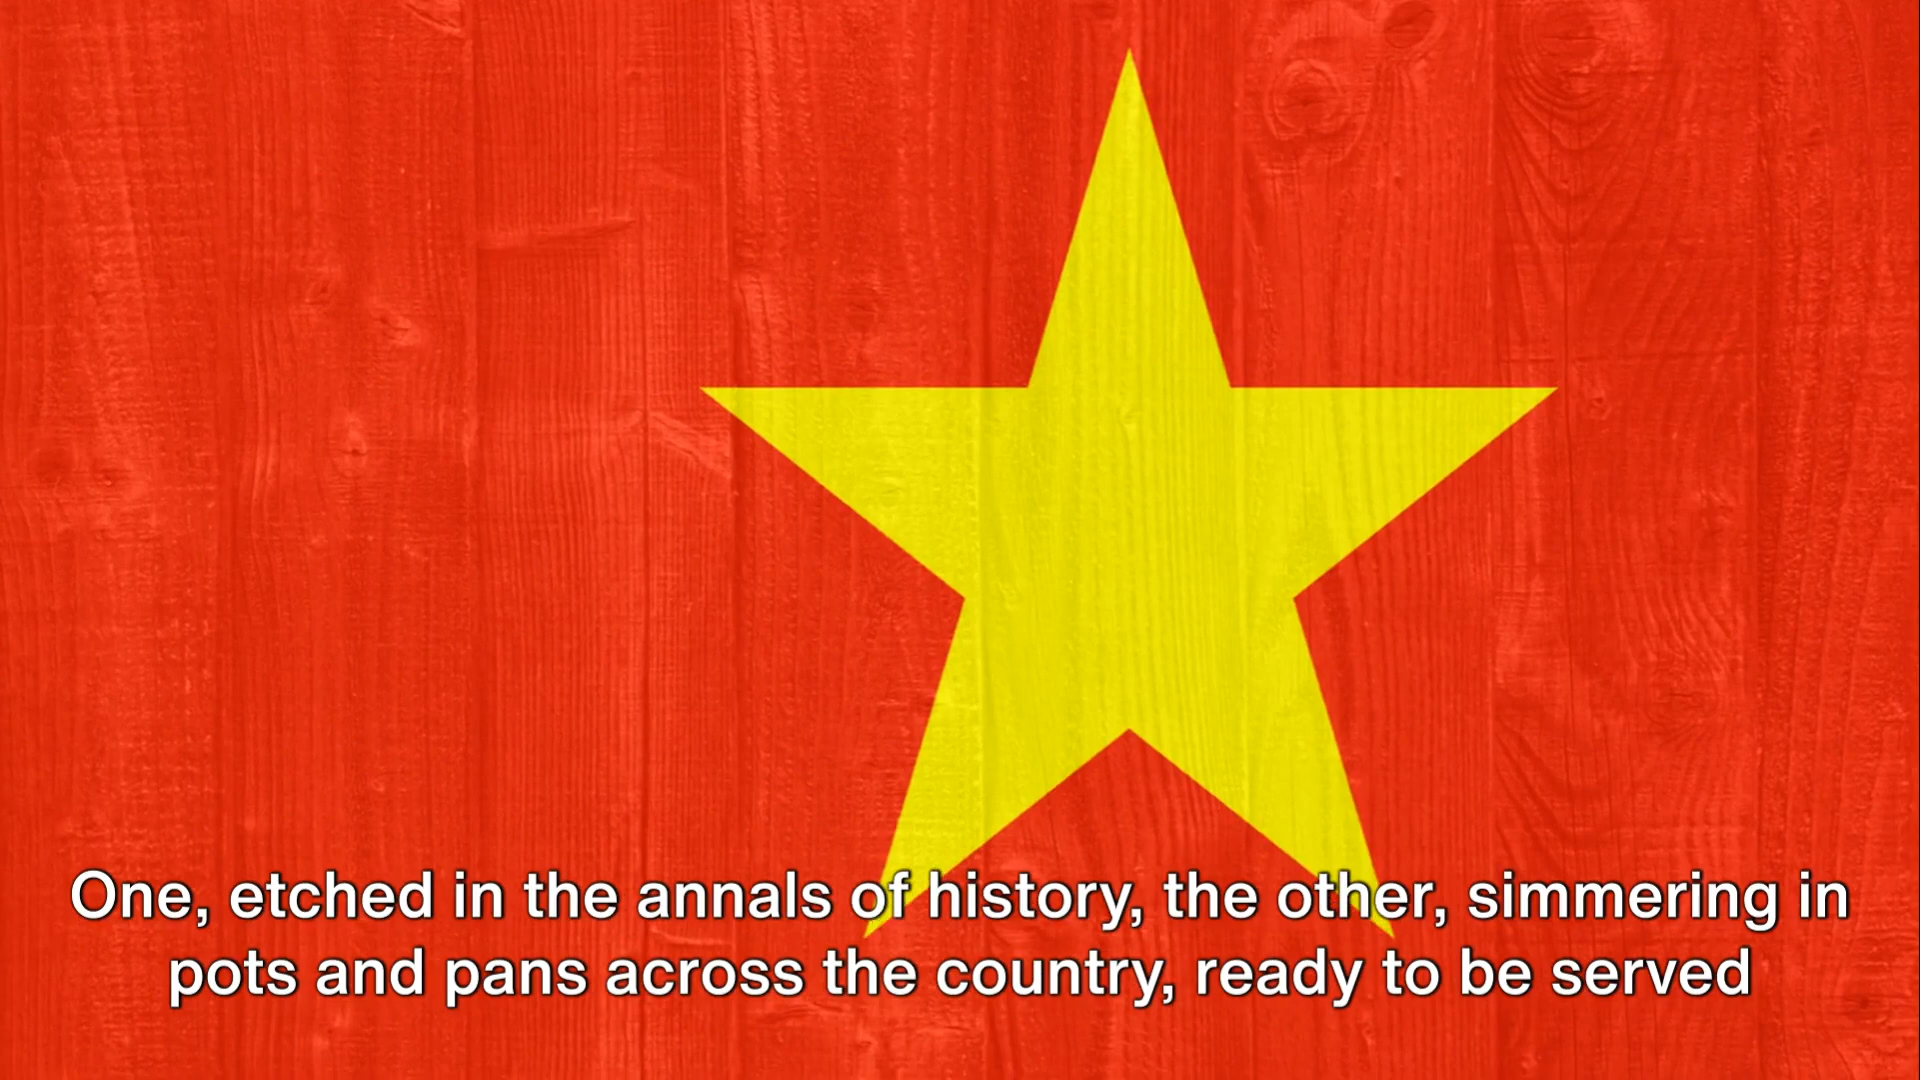 One, etched in the annals of history, the other, simmering in
pots and pans across the country, ready to be served